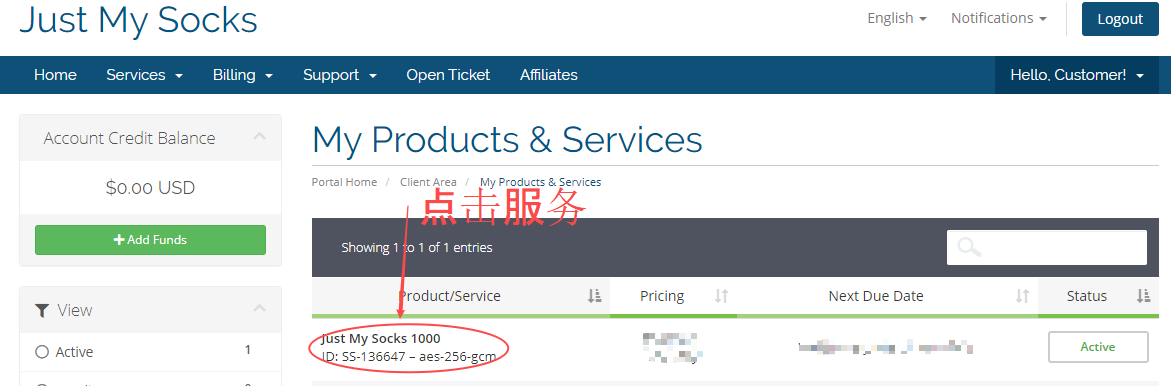 Just My Socks
English
Notifications
Logout
Home
Services
Billing
Support
Open Ticket
Affiliates
Hello, Customer!
Account Credit Balance
$0.00 USD
Add Funds
View
Active
1
My Products & Services
Portal Home / Client Area / My Products & Services
点击服务
Showing 1 to 1 of 1 entries
Product/Service
Pricing
Next Due Date
Status
Just My Socks 1000
ID: SS-136647 – aes-256-gcm
Active